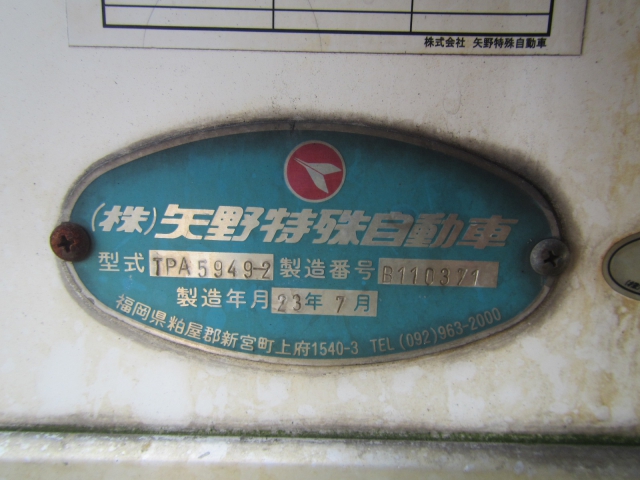 株式会社 矢野特殊自動車
(株)矢野特殊自動車
型式 TPA5949-2 製造番号 B110371
製造年月 23年 7月
福岡県粕屋郡新宮町上府1540-3 TEL (092)963-2000